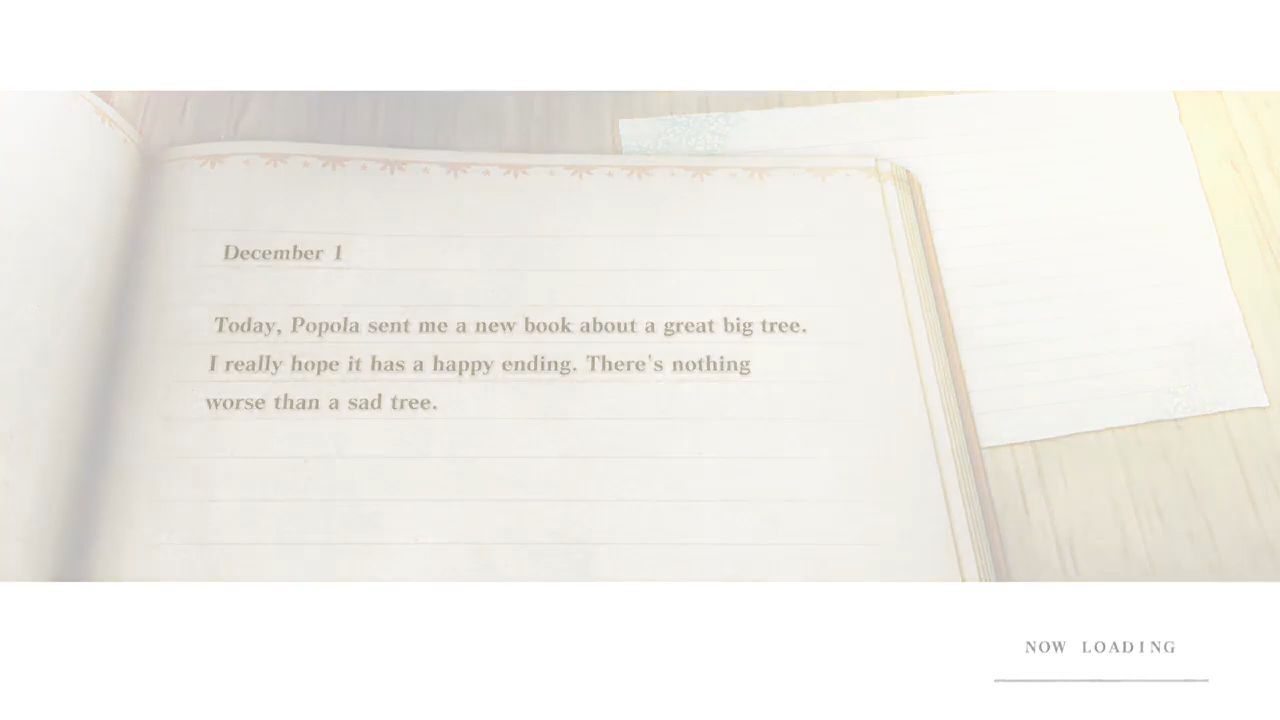 December 1
Today, Popola sent me a new book about a great big tree.
I really hope it has a happy ending. There's nothing
worse than a sad tree.
NOW LOADING